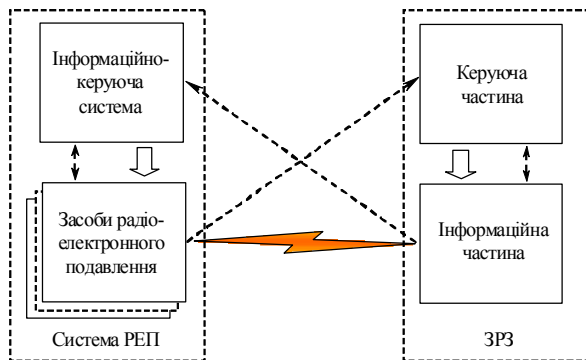 Інформаційно-
керуюча
система
Керуюча
частина
Засоби радіо-
електронного
подавлення
Інформаційна
частина
Система РЕП
ЗРЗ